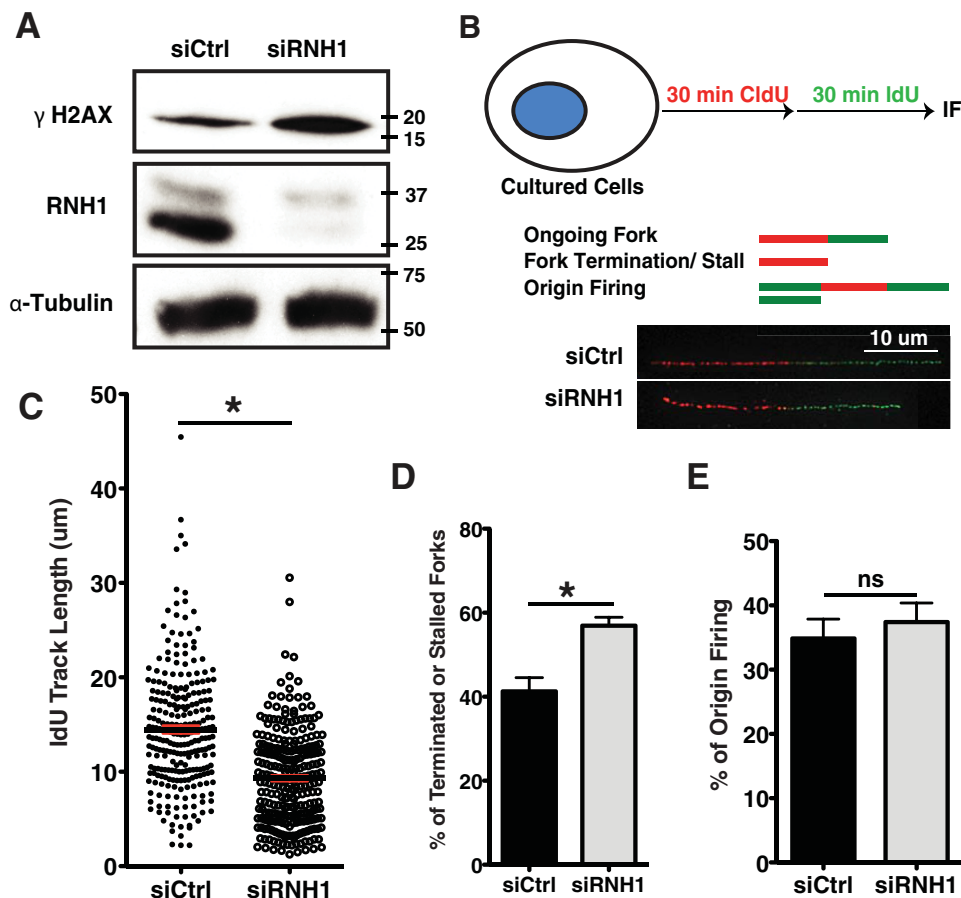 A
siCtrl siRNH1
γ H2AX
20
15
RNH1
37
25
α-Tubulin
75
50
B
30 min CldU 30 min IdU
IF
Cultured Cells
Ongoing Fork
Fork Termination/ Stall
Origin Firing
10 um
siCtrl
siRNH1
C
IdU Track Length (um)
50
40
30
20
10
0
*
siCtrl siRNH1
D
% of Terminated or Stalled Forks
80
60
40
20
0
*
siCtrl siRNH1
E
% of Origin Firing
50
40
30
20
10
0
ns
siCtrl siRNH1